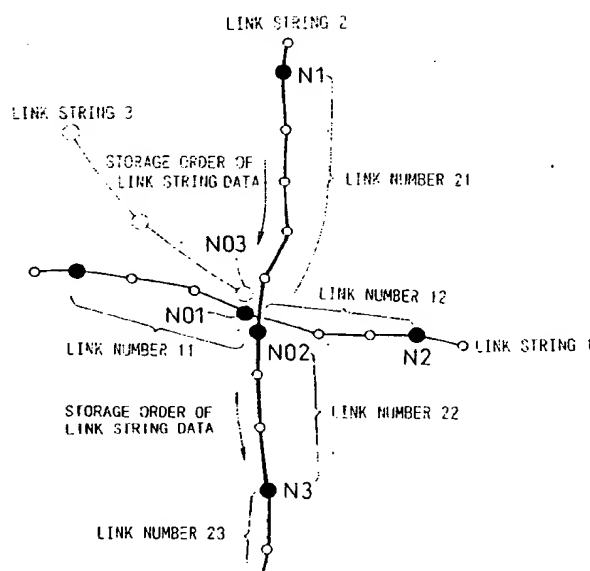 LINK STRING 2
N1
LINK STRING 3
STORAGE ORDER OF
LINK STRING DATA
LINK NUMBER 21
N03
LINK NUMBER 12
N01
LINK NUMBER 11
N02
N2
LINK STRING 1
STORAGE ORDER OF
LINK STRING DATA
LINK NUMBER 22
N3
LINK NUMBER 23